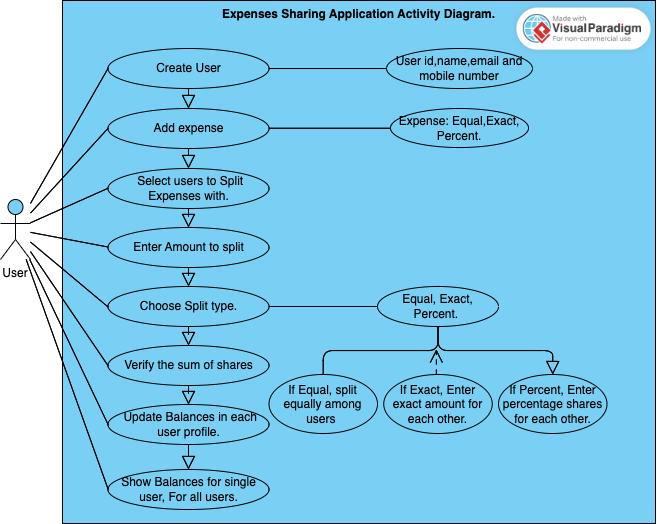 Expenses Sharing Application Activity Diagram.
Made with
VisualParadigm
For non-commercial use
Create User
User id,name,email and
mobile number
Add expense
Expense: Equal,Exact,
Percent.
Select users to Split
Expenses with.
Enter Amount to split
User
Choose Split type.
Equal, Exact,
Percent.
Verify the sum of shares
If Equal, split
equally among
users
If Exact, Enter
exact amount for
each other.
If Percent, Enter
percentage shares
for each other.
Update Balances in each
user profile.
Show Balances for single
user, For all users.